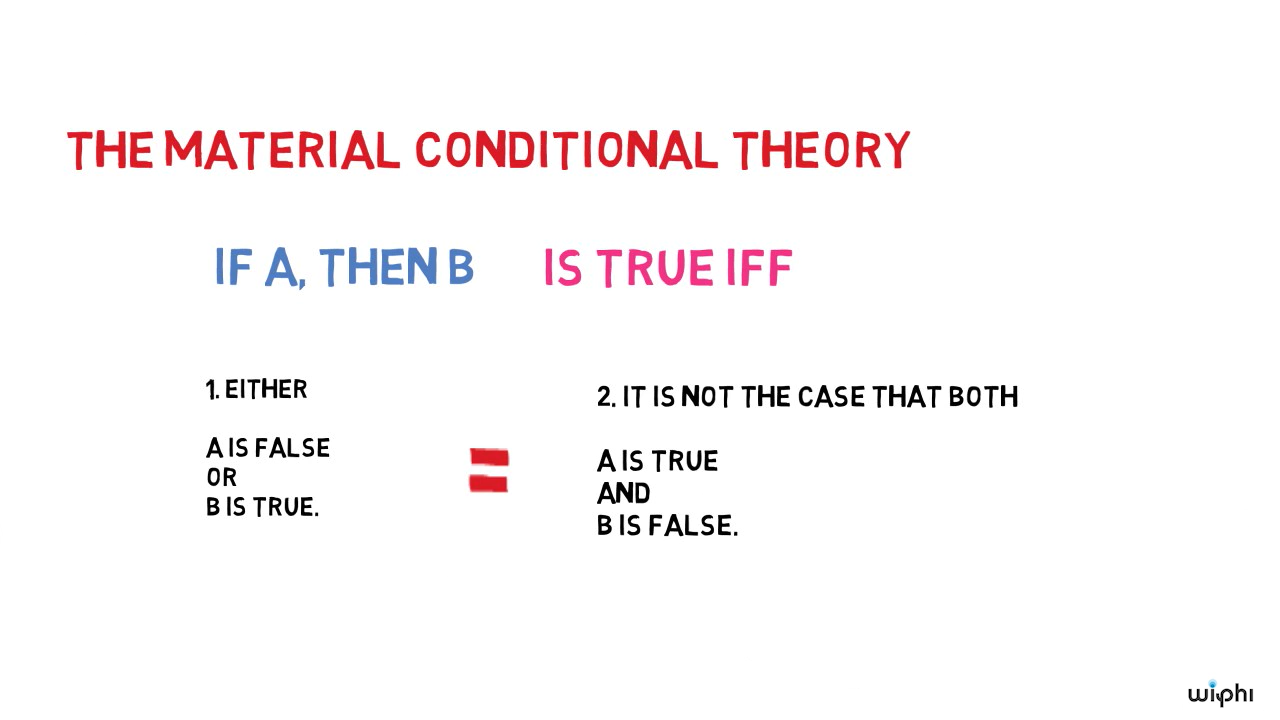 THE MATERIAL CONDITIONAL THEORY
IF A, THEN B IS TRUE IFF
1. EITHER
A IS FALSE
OR
B IS TRUE.
=
2. IT IS NOT THE CASE THAT BOTH
A IS TRUE
AND
B IS FALSE.
wiphi